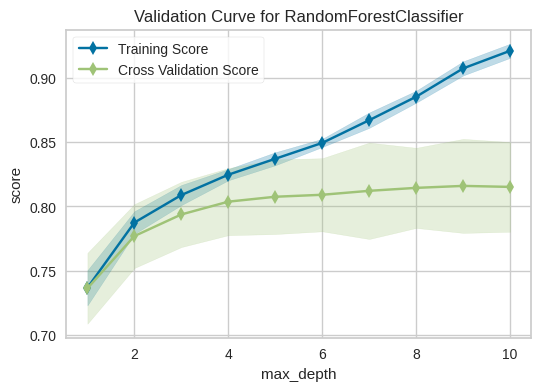 Validation Curve for RandomForestClassifier
Training Score
Cross Validation Score
0.90
0.85
0.80
0.75
0.70
score
2 4 6 8 10
max_depth